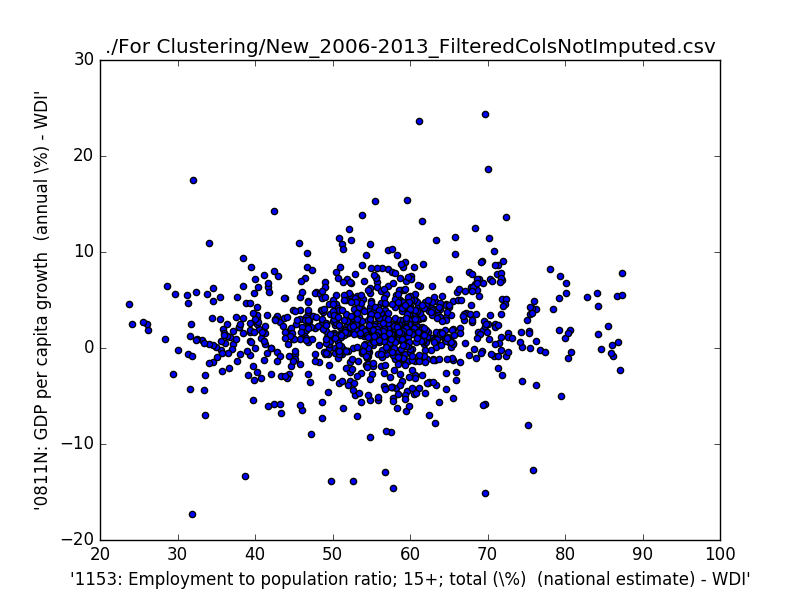 ./For Clustering/New_2006-2013_FilteredColsNotImputed.csv
30
20
10
0
−10
−20
'0811N: GDP per capita growth  (annual \%) - WDI'
20 30 40 50 60 70 80 90 100
'1153: Employment to population ratio; 15+; total (\%)  (national estimate) - WDI'